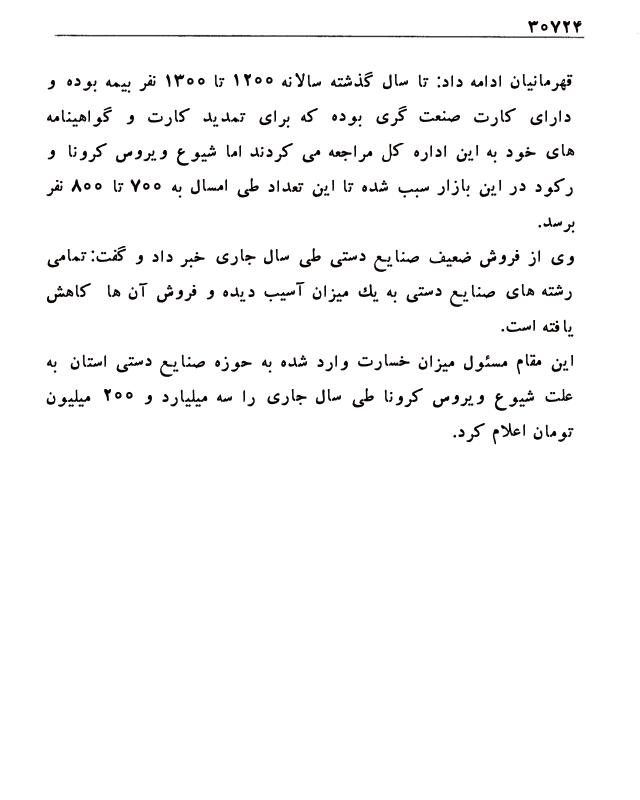 ۳۰۷۲۴
قهرمانیان ادامه داد: تا سال گذشته سالانه ۱۲۰۰ تا ۱۳۰۰ نفر بیمه بوده و
دارای کارت صنعت گری بوده که برای تمدید کارت و گواهینامه
های خود به این اداره کل مراجعه می کردند اما شیوع ویروس کرونا و
رکود در این بازار سبب شده تا این تعداد طی امسال به ۷۰۰ تا ۸۰۰ نفر
برسد.
وی از فروش ضعیف صنایع دستی طی سال جاری خبر داد و گفت: تمامی
رشته های صنایع دستی به یك میزان آسیب دیده و فروش آن ها کاهش
یافته است.
این مقام مسئول میزان خسارت وارد شده به حوزه صنایع دستی استان به
علت شیوع ویروس کرونا طی سال جاری را سه میلیارد و ۲۰۰ میلیون
تومان اعلام کرد.